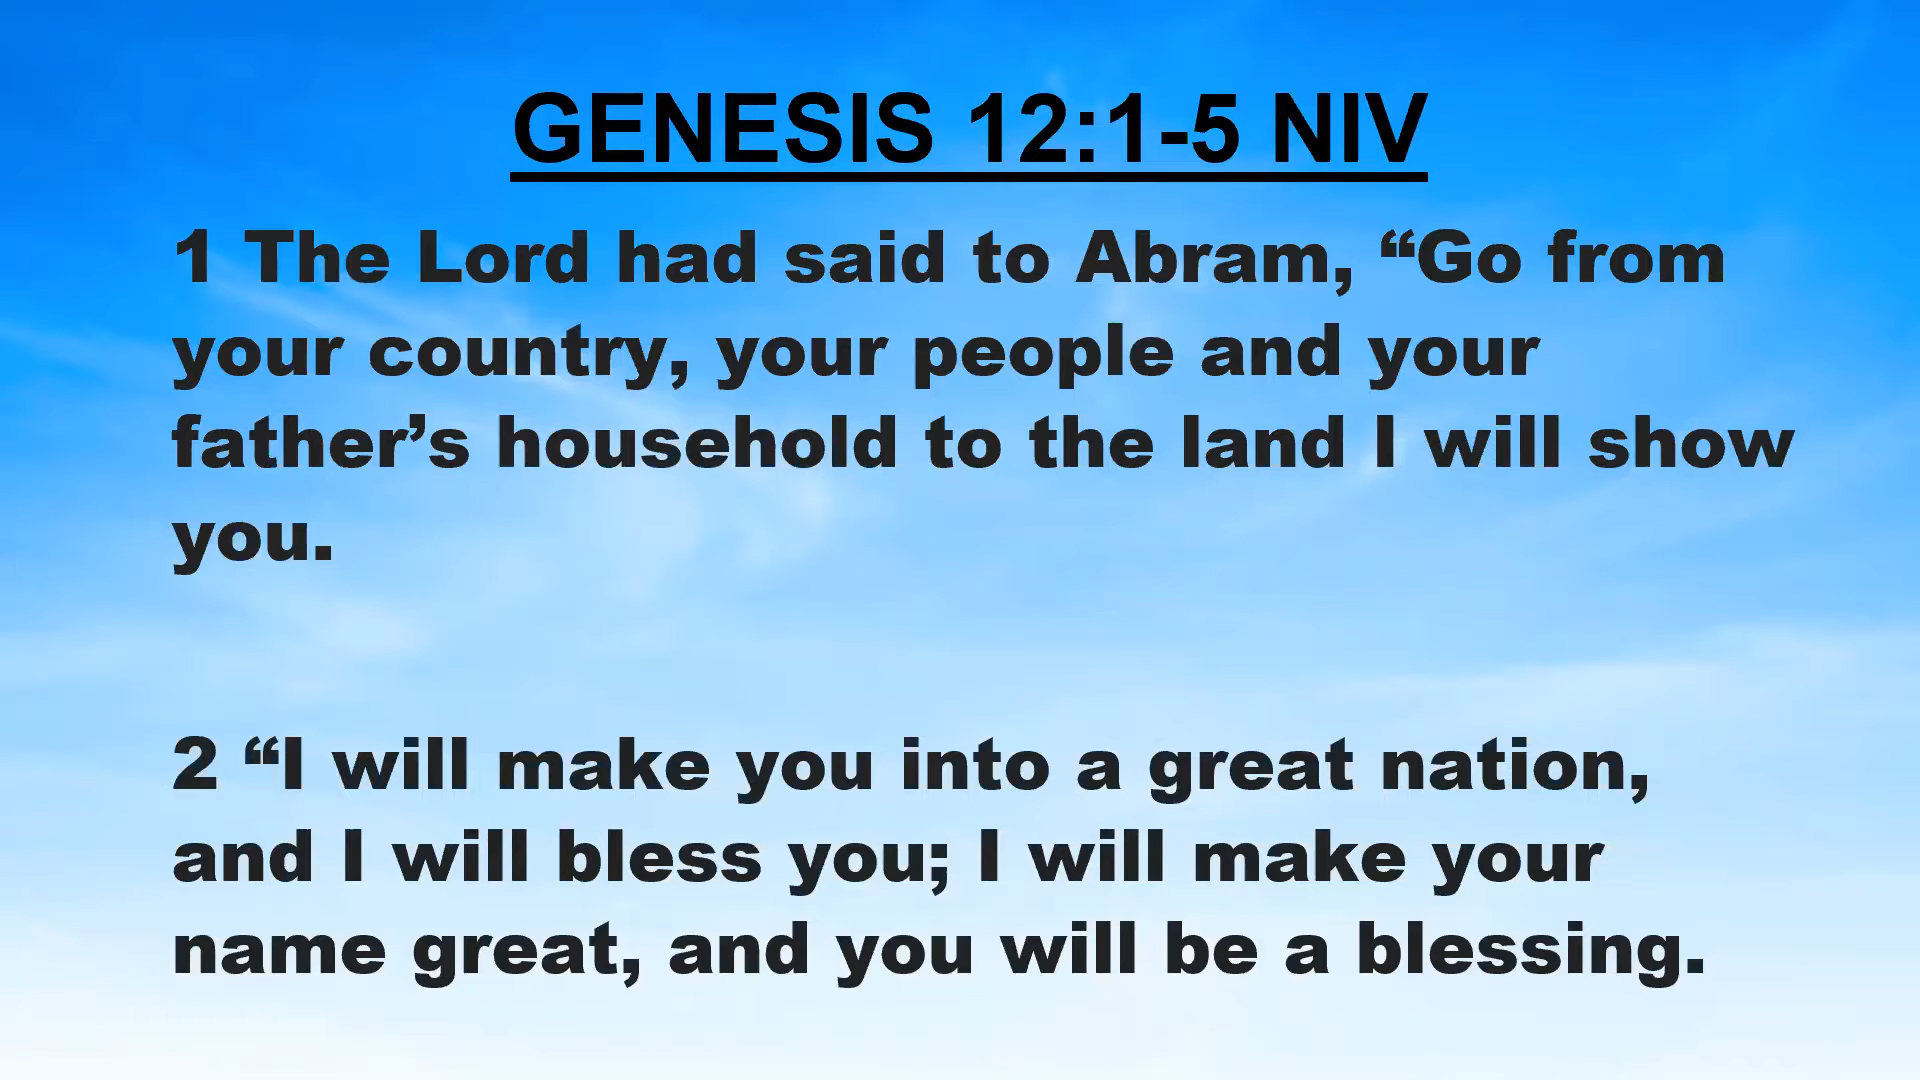 GENESIS 12:1-5 NIV
1 The Lord had said to Abram, “Go from
your country, your people and your
father’s household to the land I will show
you.
2 “I will make you into a great nation,
and I will bless you; I will make your
name great, and you will be a blessing.